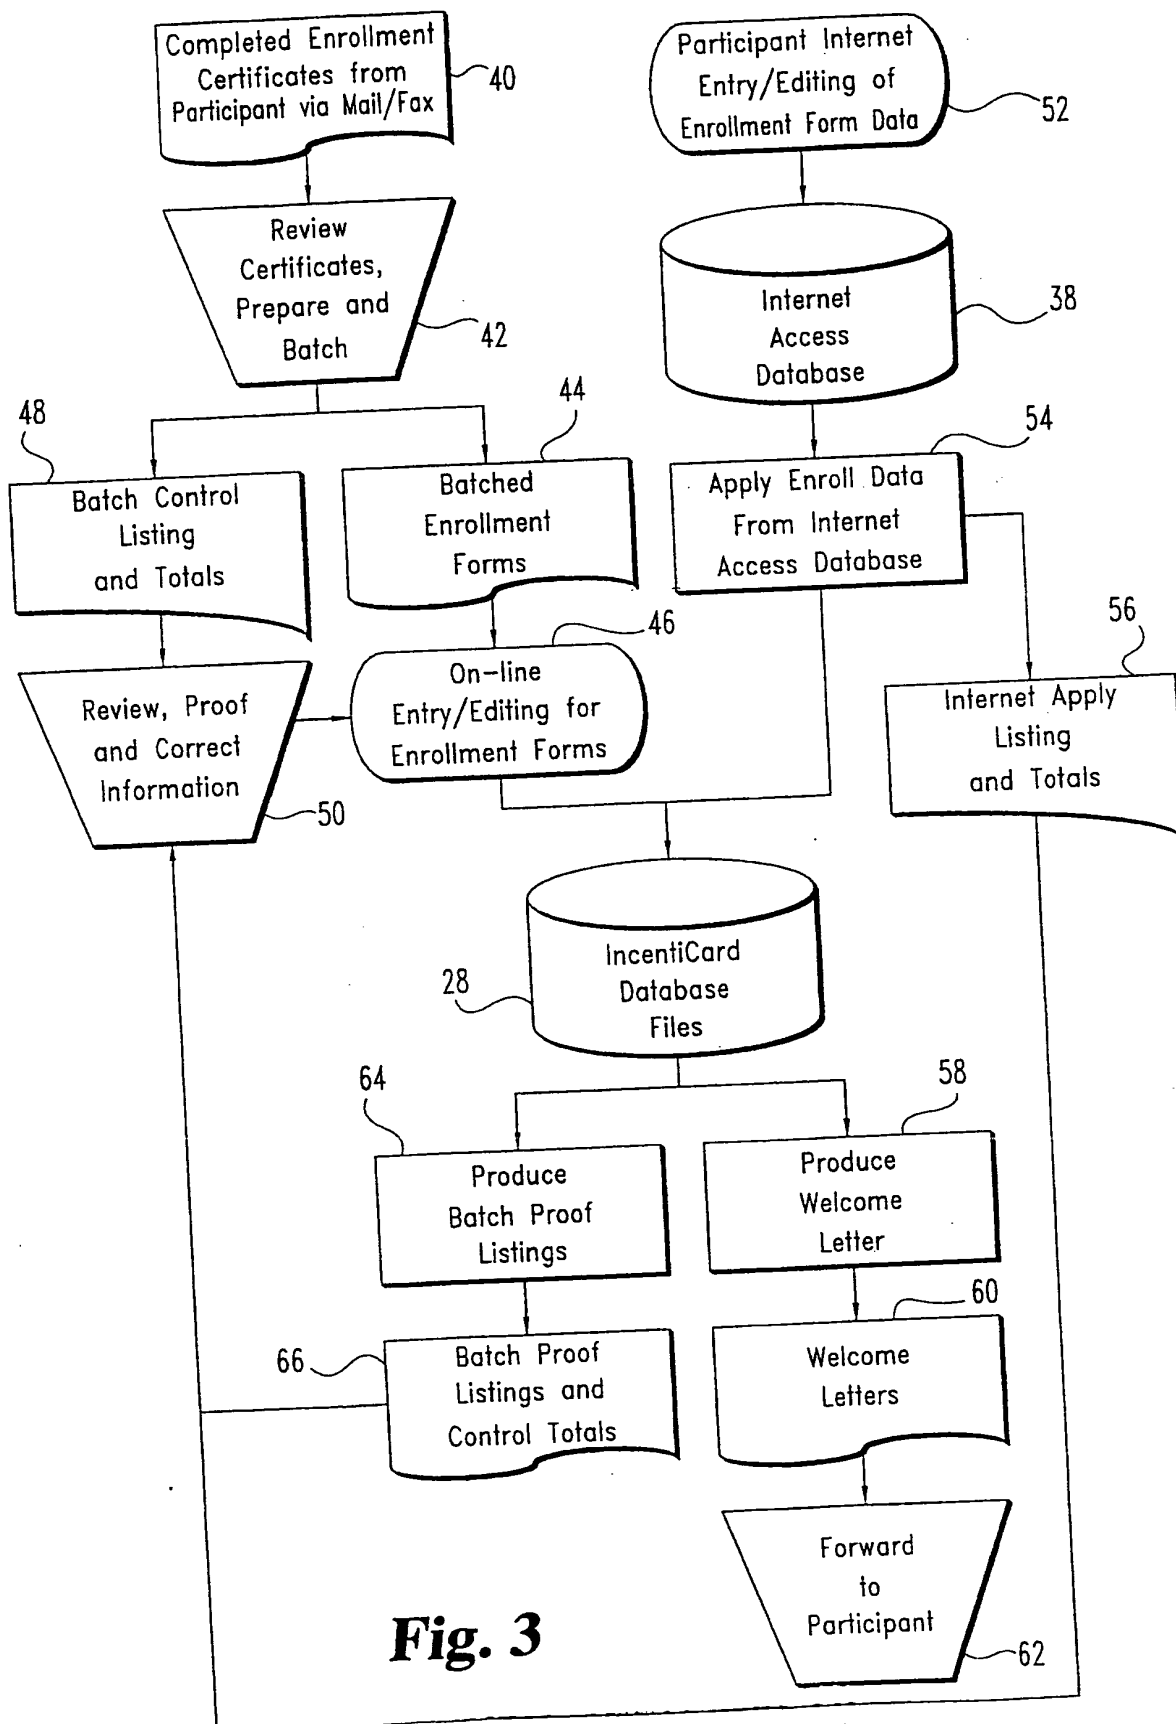 Completed Enrollment
Certificates from
Participant via Mail/Fax
40
Participant Internet
Entry/Editing of
Enrollment Form Data
52
Review
Certificates,
Prepare and
Batch
42
Internet
Access
Database
38
48
Batch Control
Listing
and Totals
44
Batched
Enrollment
Forms
54
Apply Enroll Data
From Internet
Access Database
Review, Proof
and Correct
Information
50
46
On-line
Entry/Editing for
Enrollment Forms
56
Internet Apply
Listing
and Totals
28
IncentiCard
Database
Files
64
Produce
Batch Proof
Listings
58
Produce
Welcome
Letter
66
Batch Proof
Listings and
Control Totals
60
Welcome
Letters
Forward
to
Participant
62
Fig. 3